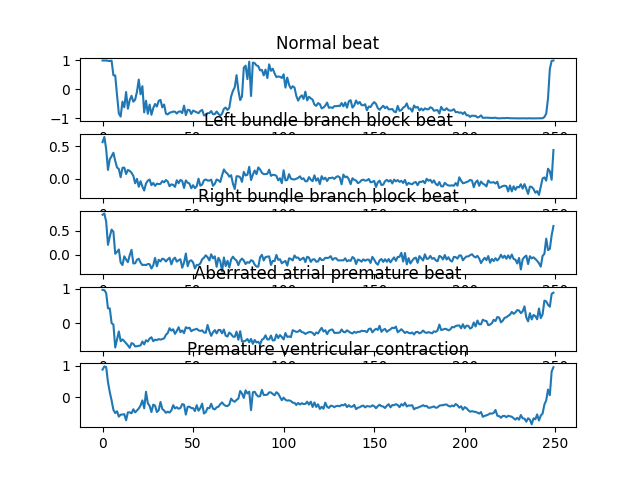 Normal beat
1
0
−1
Left bundle branch block beat
0.5
0.0
Right bundle branch block beat
0.5
0.0
Aberrated atrial premature beat
1
0
Premature ventricular contraction
1
0
0 50 100 150 200 250